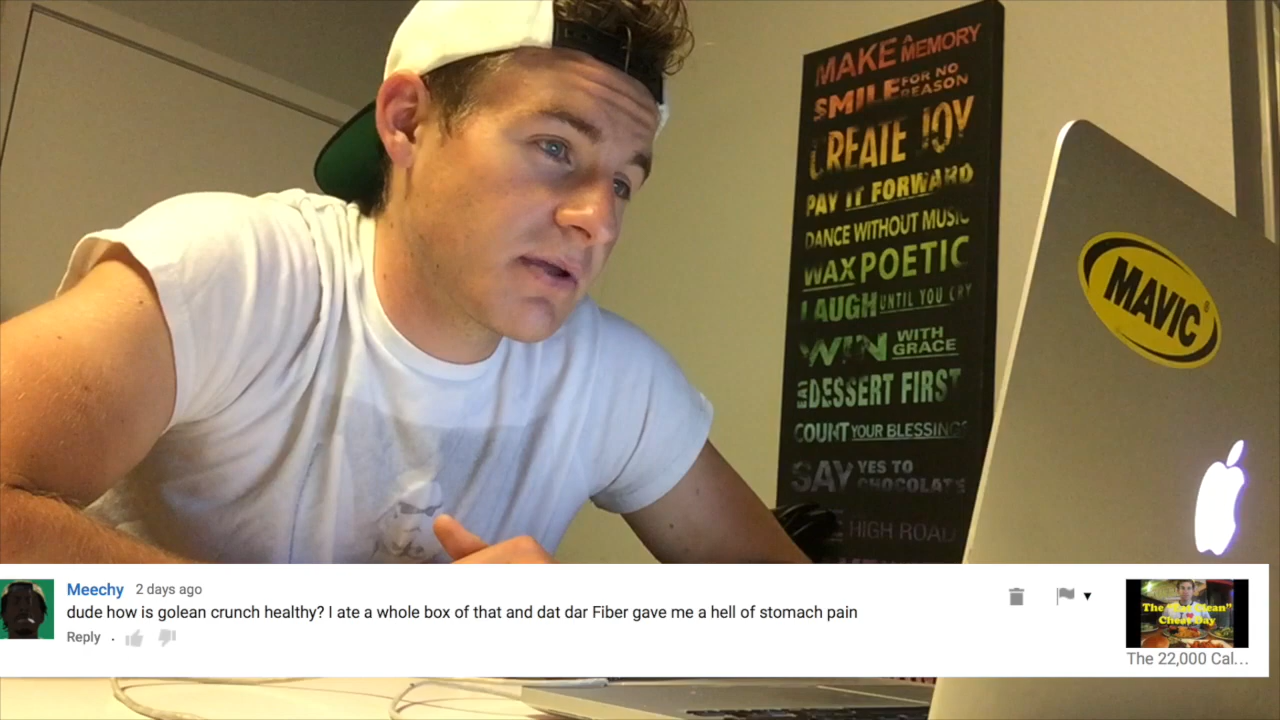 MAKE A MEMORY
SMILE FOR NO REASON
CREATE JOY
PAY IT FORWARD
DANCE WITHOUT MUSIC
WAX POETIC
LAUGH UNTIL YOU CRY
WIN WITH GRACE
EAT DESSERT FIRST
COUNT YOUR BLESSINGS
SAY YES TO CHOCOLATE
HIGH ROAD
MAVIC
Meechy 2 days ago
dude how is golean crunch healthy? I ate a whole box of that and dat dar Fiber gave me a hell of stomach pain
Reply
The "Eat Clean"
Cheat Day
The 22,000 Cal...